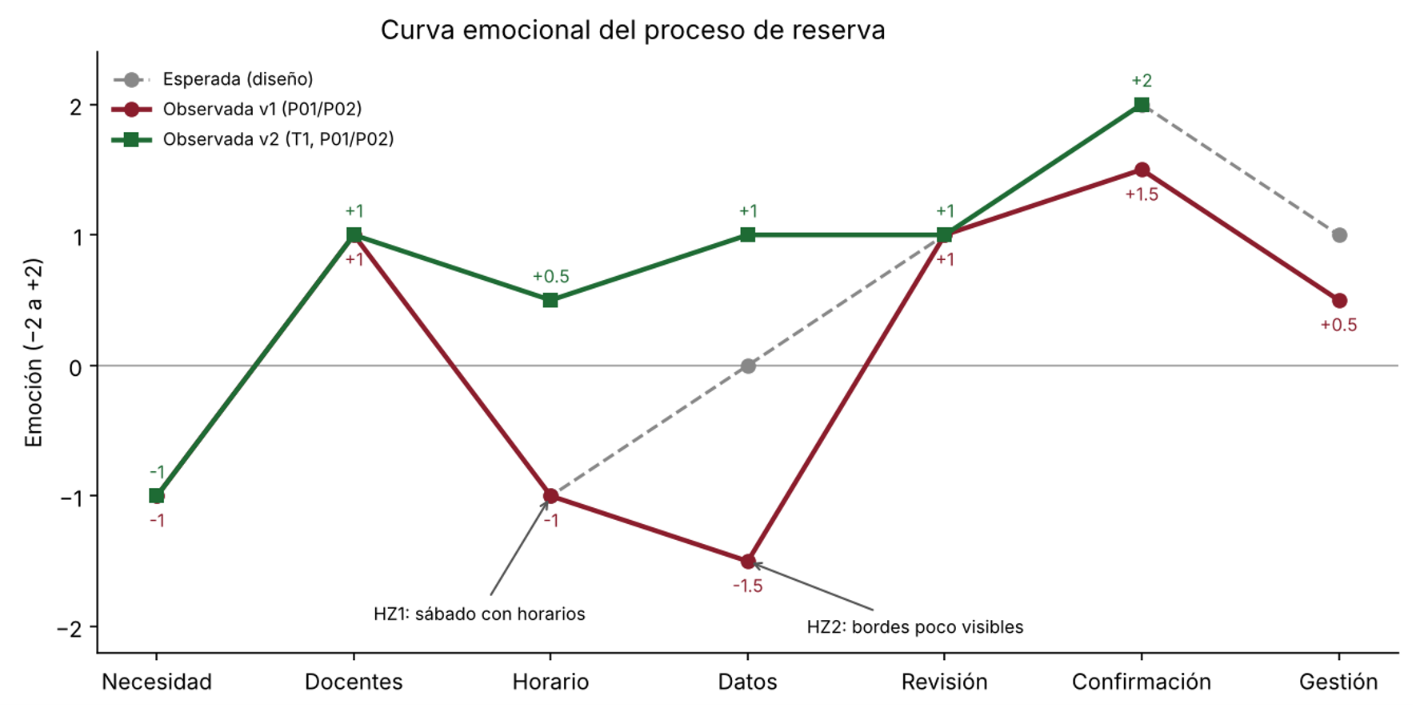 Curva emocional del proceso de reserva
Esperada (diseño)
Observada v1 (P01/P02)
Observada v2 (T1, P01/P02)
Emoción (−2 a +2)
2
1
0
−1
−2
+2
+1.5
+1
+1
+1
+1
+1
+0.5
+0.5
-1
-1
-1
-1.5
HZ1: sábado con horarios
HZ2: bordes poco visibles
Necesidad Docentes Horario Datos Revisión Confirmación Gestión